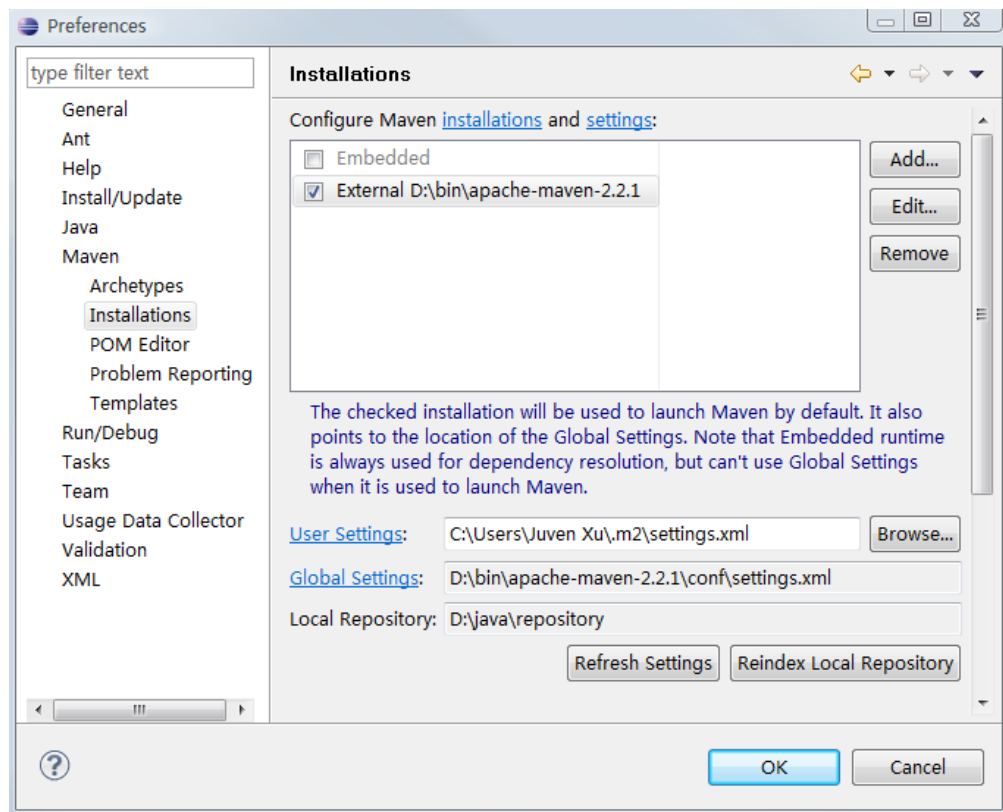 Preferences
type filter text
General
Ant
Help
Install/Update
Java
Maven
Archetypes
Installations
POM Editor
Problem Reporting
Templates
Run/Debug
Tasks
Team
Usage Data Collector
Validation
XML
Installations
Configure Maven installations and settings:
Embedded
External D:\bin\apache-maven-2.2.1
Add...
Edit...
Remove
The checked installation will be used to launch Maven by default. It also
points to the location of the Global Settings. Note that Embedded runtime
is always used for dependency resolution, but can't use Global Settings
when it is used to launch Maven.
User Settings: C:\Users\Juven Xu\.m2\settings.xml Browse...
Global Settings: D:\bin\apache-maven-2.2.1\conf\settings.xml
Local Repository: D:\java\repository
Refresh Settings Reindex Local Repository
OK Cancel